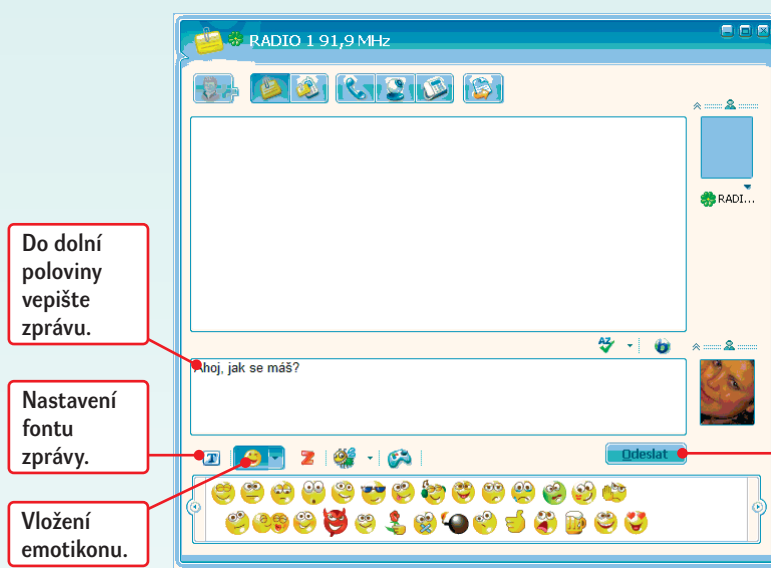 RADIO 1 91,9 MHz
RADI...
Do dolní
poloviny
vepište
zprávu.
AZ
Ahoj, jak se máš?
Nastavení
fontu
zprávy.
T
Z
Odeslat
Vložení
emotikonu.